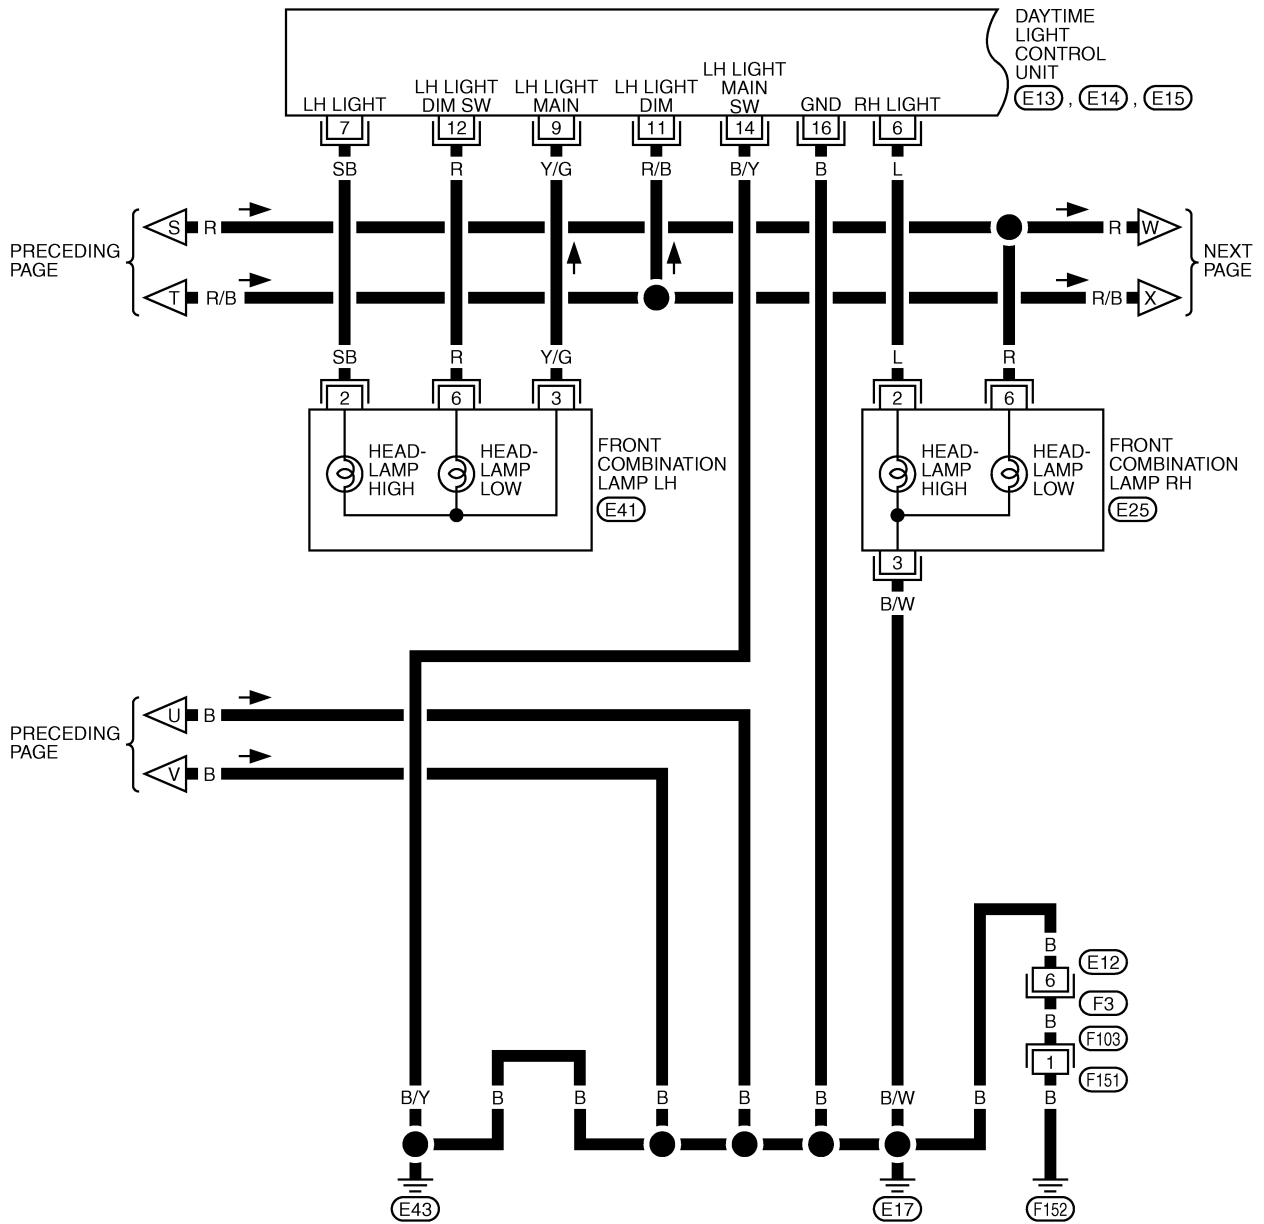 DAYTIME
LIGHT
CONTROL
UNIT
E13 , E14 , E15
LH LIGHT
LH LIGHT
DIM SW
LH LIGHT
MAIN
LH LIGHT
DIM
LH LIGHT
MAIN
SW
GND
RH LIGHT
7 12 9 11 14 16 6
SB R Y/G R/B B/Y B L
PRECEDING
PAGE
S R
T R/B
R W
R/B X
NEXT
PAGE
SB R Y/G L R
2 6 3 2 6
HEAD-
LAMP
HIGH
HEAD-
LAMP
LOW
FRONT
COMBINATION
LAMP LH
E41
HEAD-
LAMP
HIGH
HEAD-
LAMP
LOW
FRONT
COMBINATION
LAMP RH
E25
3
B/W
PRECEDING
PAGE
U B
V B
B
E12
6
F3
B
F103
1
F151
B/Y B B B B B B/W B B
E43 E17 F152